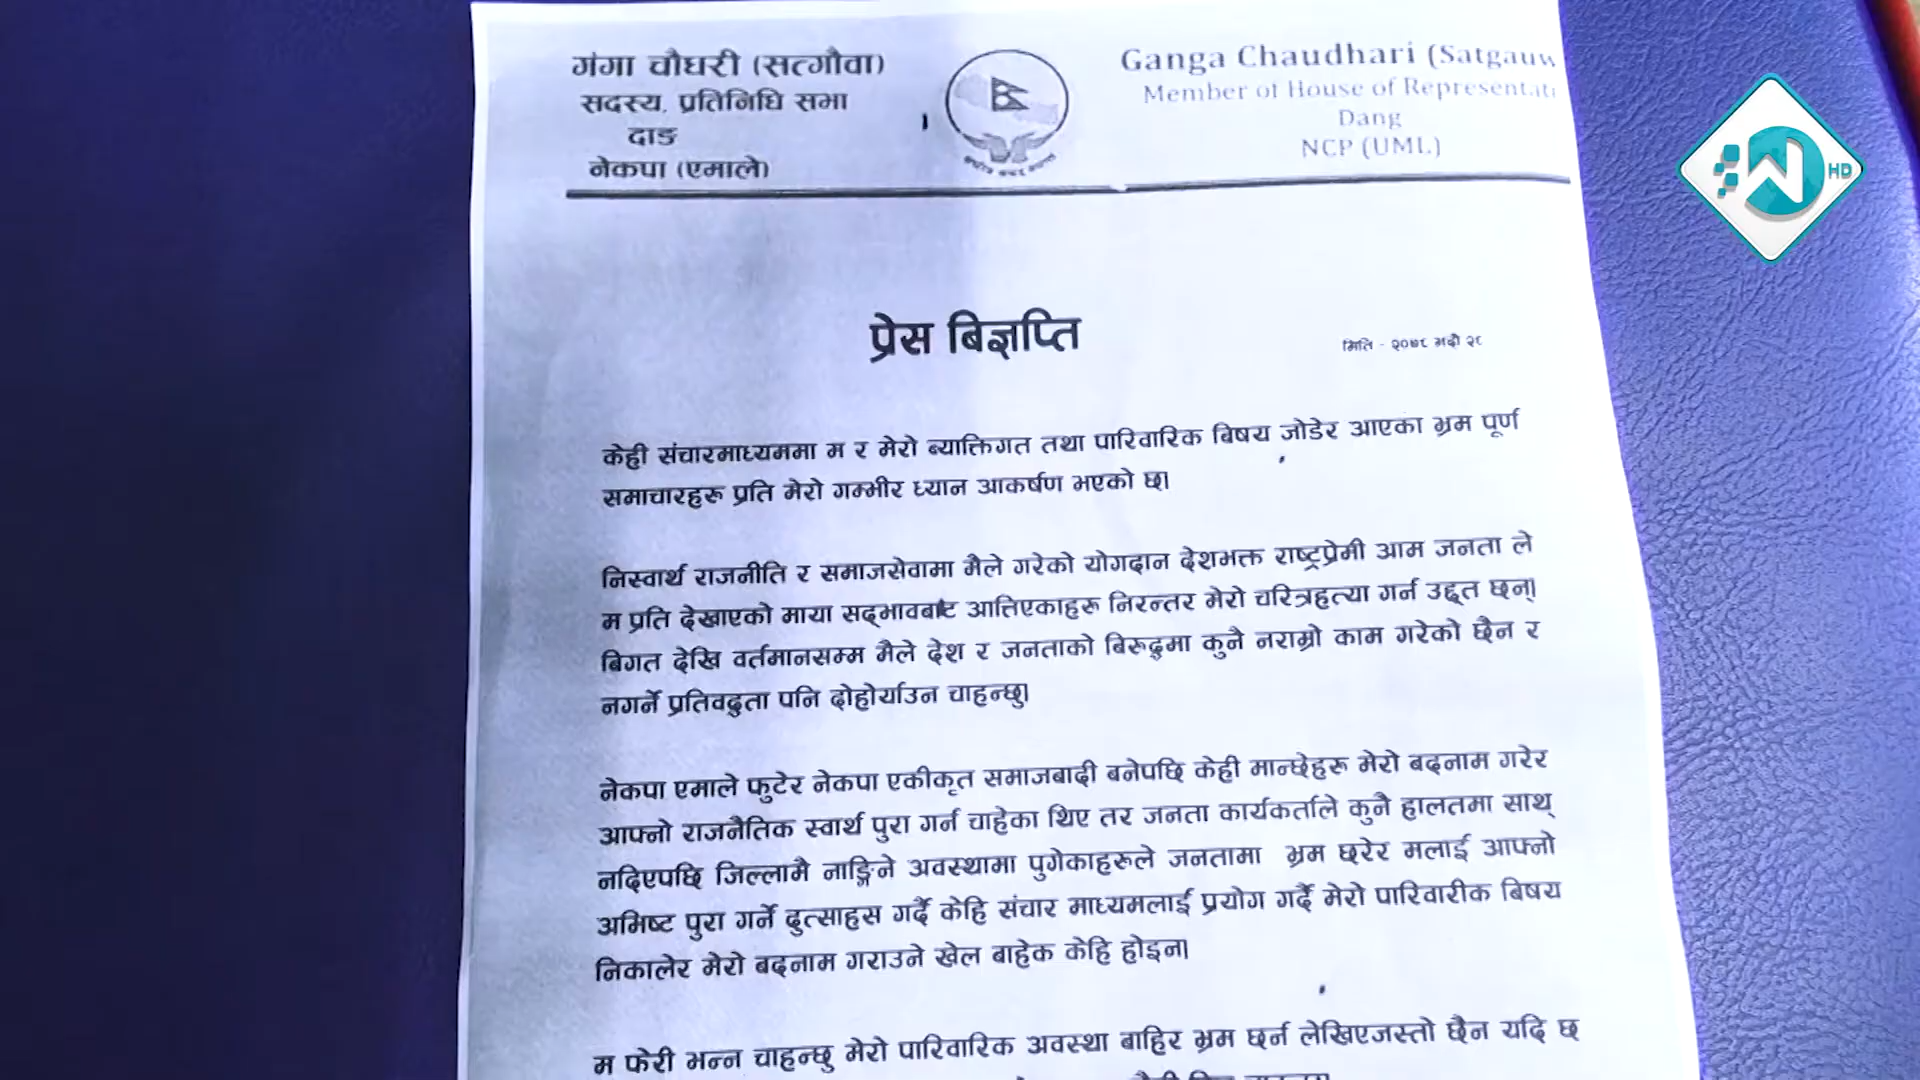 गंगा चौधरी (सत्गौवा)
सदस्य, प्रतिनिधि सभा
दाङ
नेकपा (एमाले)
Ganga Chaudhari (Satgauw
Member of House of Representati
Dang
NCP (UML)
HD
प्रेस बिज्ञप्ति
मिति - २०७८ भदौ २८
केही संचारमाध्यममा म र मेरो ब्याक्तिगत तथा पारिवारिक बिषय जोडेर आएका भ्रम पूर्ण
समाचारहरू प्रति मेरो गम्भीर ध्यान आकर्षण भएको छ।
निस्वार्थ राजनीति र समाजसेवामा मैले गरेको योगदान देशभक्त राष्ट्रप्रेमी आम जनता ले
म प्रति देखाएको माया सद्भावबाट आत्तिएकाहरू निरन्तर मेरो चरित्रहत्या गर्न उद्दत छन्।
बिगत देखि वर्तमानसम्म मैले देश र जनताको बिरुद्धमा कुनै नराम्रो काम गरेको छैन र
नगर्ने प्रतिवद्धता पनि दोहोर्याउन चाहन्छु।
नेकपा एमाले फुटेर नेकपा एकीकृत समाजबादी बनेपछि केही मान्छेहरू मेरो बदनाम गरेर
आफ्नो राजनैतिक स्वार्थ पुरा गर्न चाहेका थिए तर जनता कार्यकर्ताले कुनै हालतमा साथ्
नदिएपछि जिल्लामै नाङ्गिने अवस्थामा पुगेकाहरूले जनतामा भ्रम छरेर मलाई आफ्नो
अभिष्ट पुरा गर्ने दुत्साहस गर्दै केहि संचार माध्यमलाई प्रयोग गर्दै मेरो पारिवारीक बिषय
निकालेर मेरो बदनाम गराउने खेल बाहेक केहि होइन।
म फेरी भन्न चाहन्छु मेरो पारिवारिक अवस्था बाहिर भ्रम छर्न लेखिएजस्तो छैन यदि छ